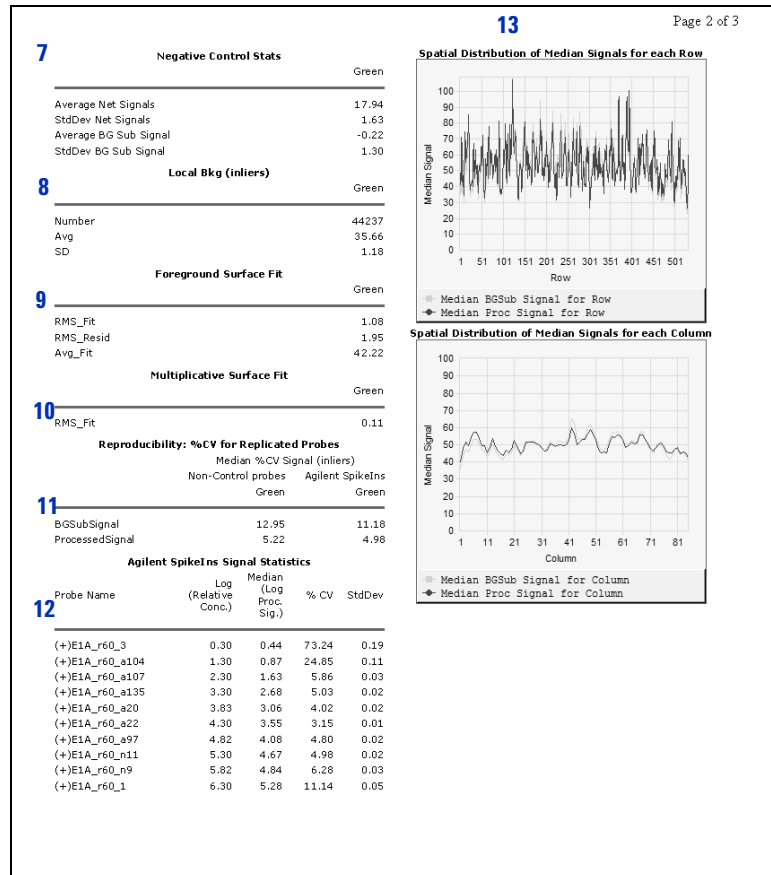 13
Page 2 of 3
7
Negative Control Stats
Green
Average Net Signals 17.94
StdDev Net Signals 1.63
Average BG Sub Signal -0.22
StdDev BG Sub Signal 1.30
8
Local Bkg (inliers)
Green
Number 44237
Avg 35.66
SD 1.18
Foreground Surface Fit
Green
9
RMS_Fit 1.08
RMS_Resid 1.95
Avg_Fit 42.22
Multiplicative Surface Fit
Green
10
RMS_Fit 0.11
Reproducibility: %CV for Replicated Probes
Median %CV Signal (inliers)
Non-Control probes Agilent SpikeIns
Green Green
11
BGSubSignal 12.95 11.18
ProcessedSignal 5.22 4.98
Agilent SpikeIns Signal Statistics
12
Probe Name Log (Relative Conc.) Median (Log Proc. Sig.) % CV StdDev
(+)E1A_r60_3 0.30 0.44 73.24 0.19
(+)E1A_r60_a104 1.30 0.87 24.85 0.11
(+)E1A_r60_a107 2.30 1.63 5.86 0.03
(+)E1A_r60_a135 3.30 2.68 5.03 0.02
(+)E1A_r60_a20 3.83 3.06 4.02 0.02
(+)E1A_r60_a22 4.30 3.55 3.15 0.01
(+)E1A_r60_a97 4.82 4.08 4.80 0.02
(+)E1A_r60_n11 5.30 4.67 4.98 0.02
(+)E1A_r60_n9 5.82 4.84 6.28 0.03
(+)E1A_r60_1 6.30 5.28 11.14 0.05
Spatial Distribution of Median Signals for each Row
Median Signal
100
90
80
70
60
50
40
30
20
10
0
1 51 101 151 201 251 301 351 401 451 501
Row
Median BGSub Signal for Row
Median Proc Signal for Row
Spatial Distribution of Median Signals for each Column
Median Signal
100
90
80
70
60
50
40
30
20
10
0
1 11 21 31 41 51 61 71 81
Column
Median BGSub Signal for Column
Median Proc Signal for Column